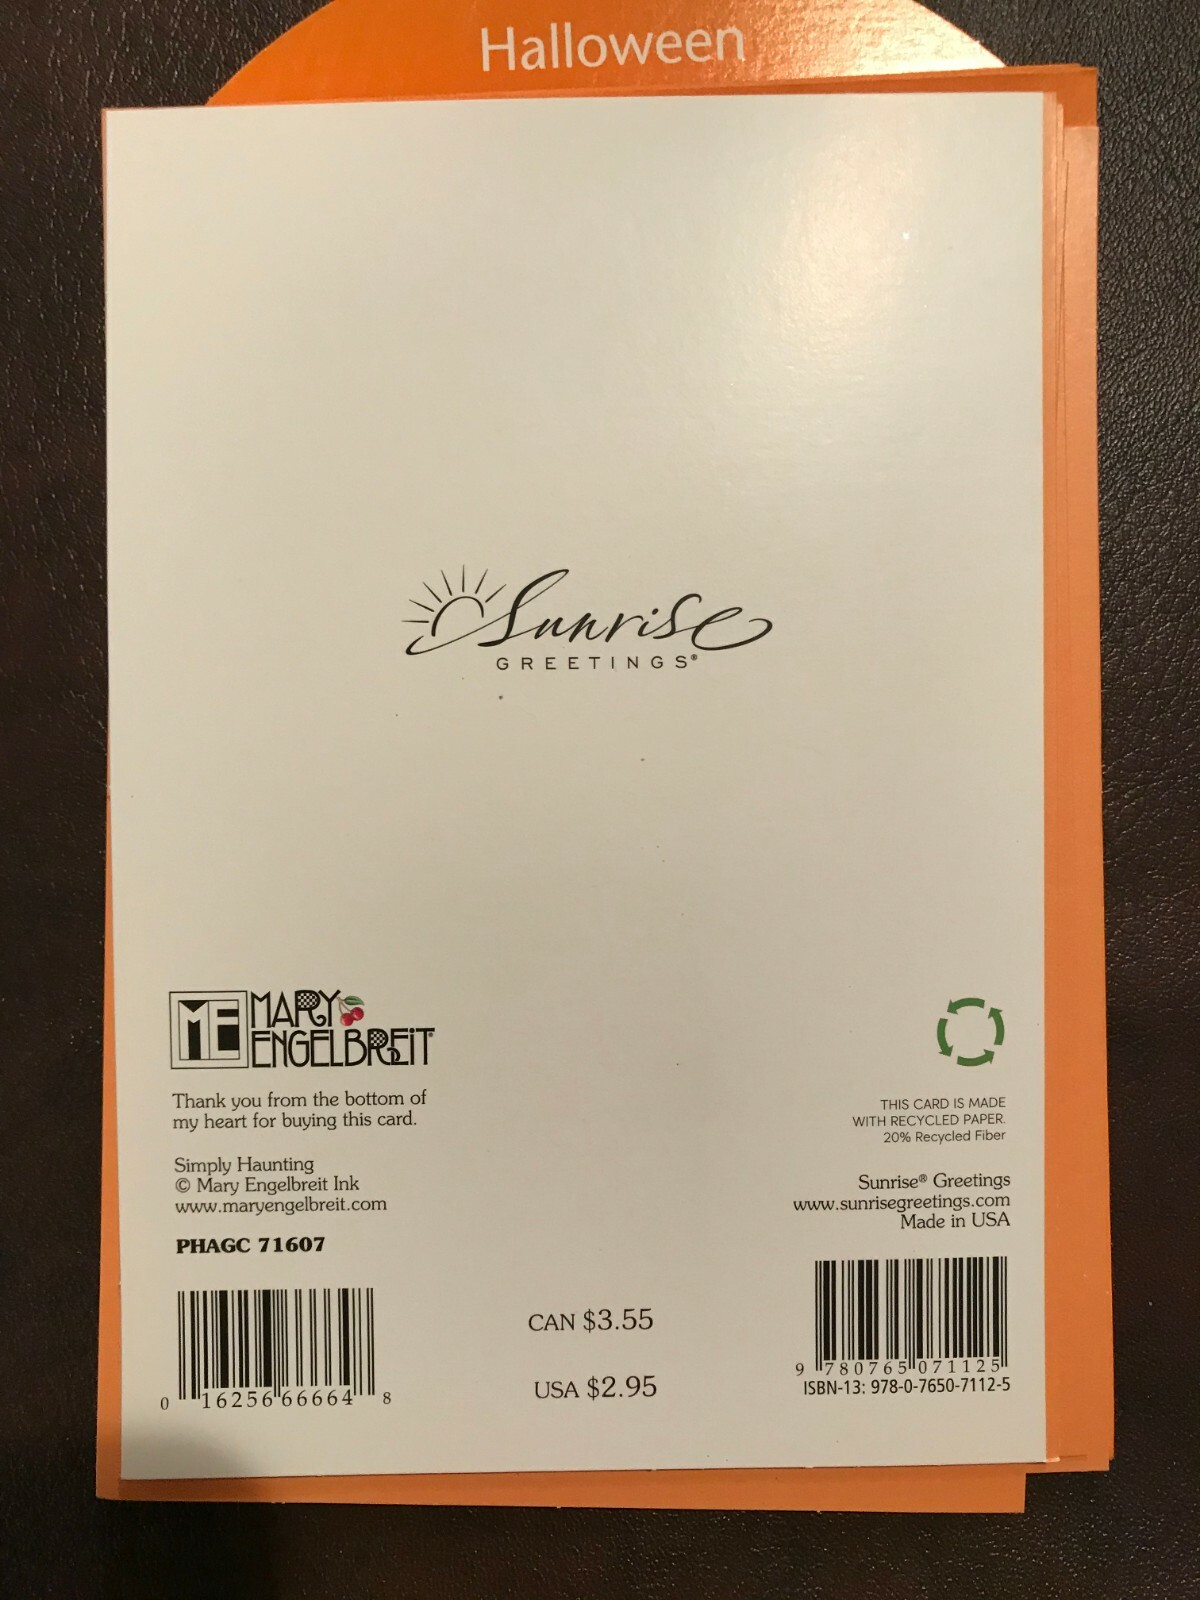 Halloween
Sunrise
GREETINGS®
ME
MARY
ENGELBREIT
Thank you from the bottom of
my heart for buying this card.
Simply Haunting
© Mary Engelbreit Ink
www.maryengelbreit.com
PHAGC 71607
0 16256 66664 8
CAN $3.55
USA $2.95
THIS CARD IS MADE
WITH RECYCLED PAPER.
20% Recycled Fiber
Sunrise® Greetings
www.sunrisegreetings.com
Made in USA
9 780765 071125
ISBN-13: 978-0-7650-7112-5